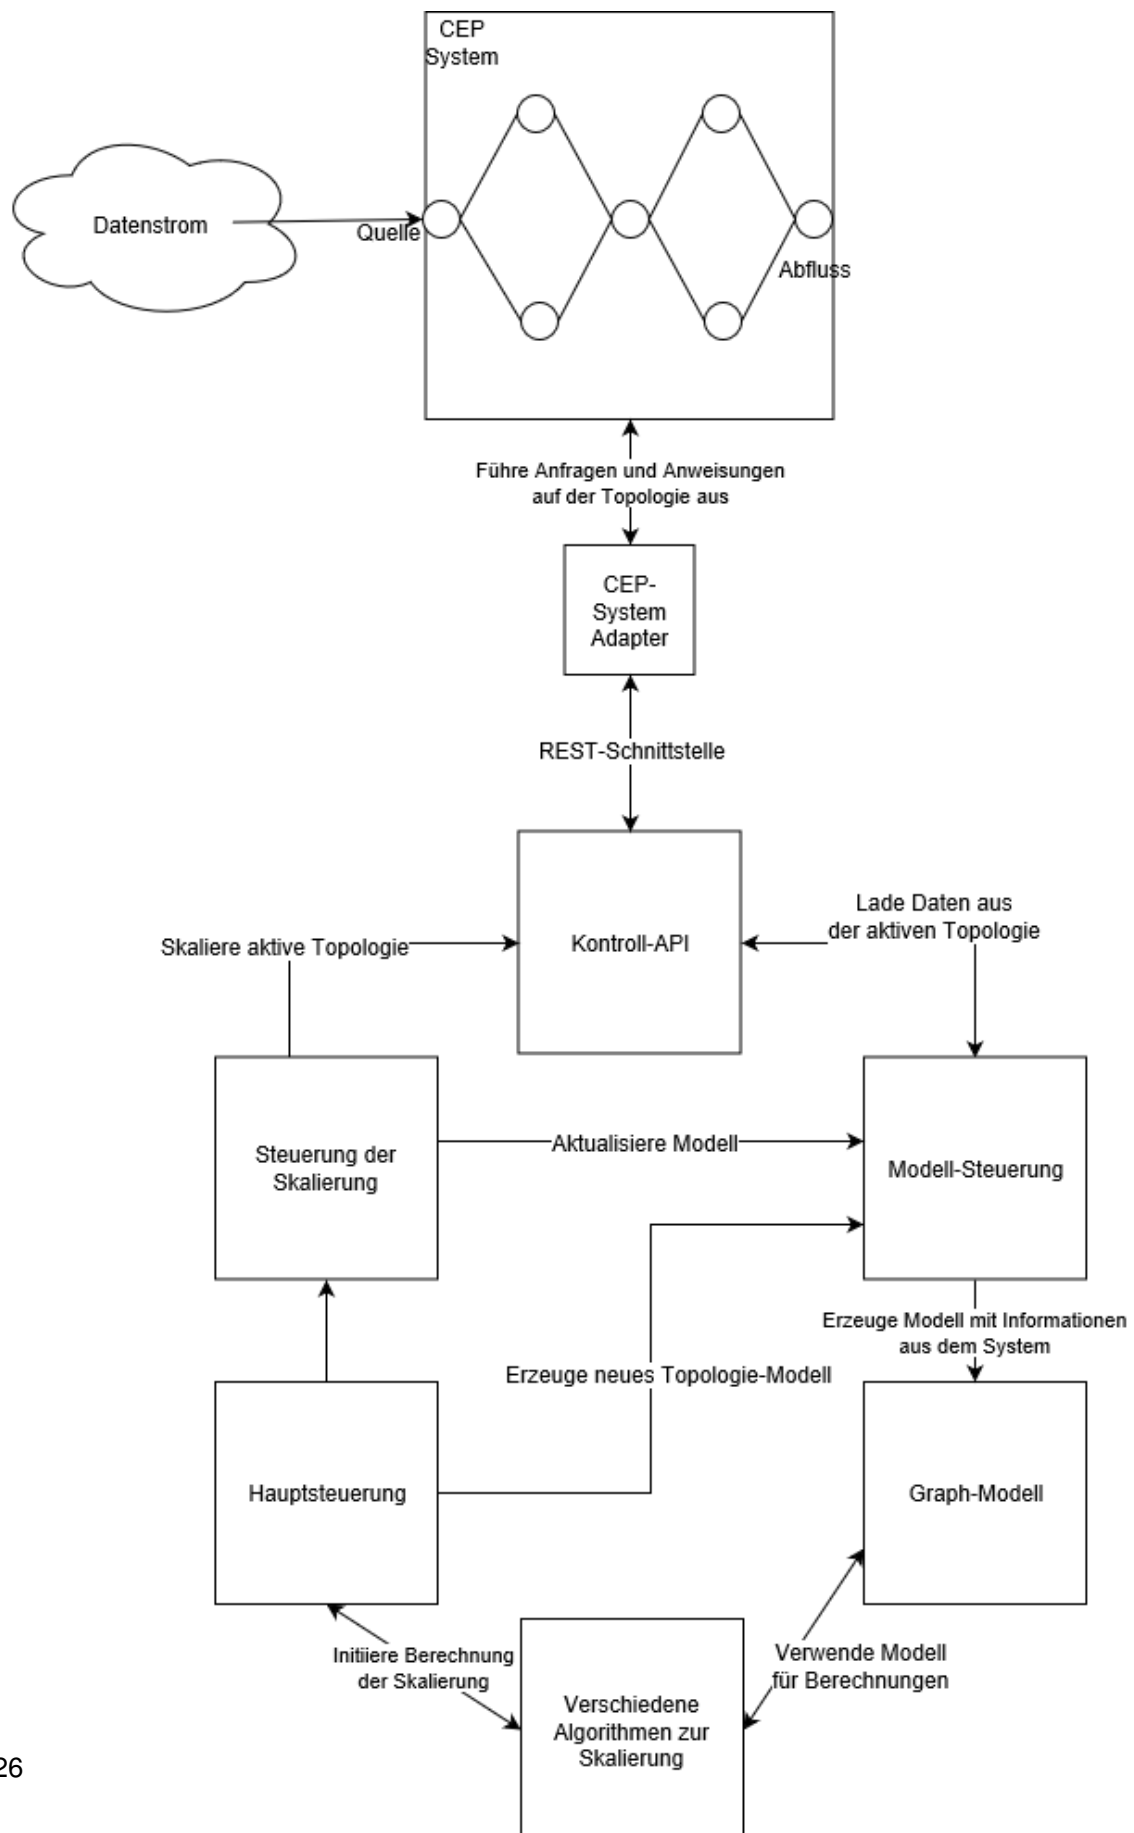 CEP
System
Datenstrom
Quelle
Abfluss
Führe Anfragen und Anweisungen
auf der Topologie aus
CEP-
System
Adapter
REST-Schnittstelle
Lade Daten aus
der aktiven Topologie
Skaliere aktive Topologie
Kontroll-API
Steuerung der
Skalierung
Aktualisiere Modell
Modell-Steuerung
Erzeuge Modell mit Informationen
aus dem System
Erzeuge neues Topologie-Modell
Hauptsteuerung
Graph-Modell
Initiiere Berechnung
der Skalierung
Verwende Modell
für Berechnungen
Verschiedene
Algorithmen zur
Skalierung
26